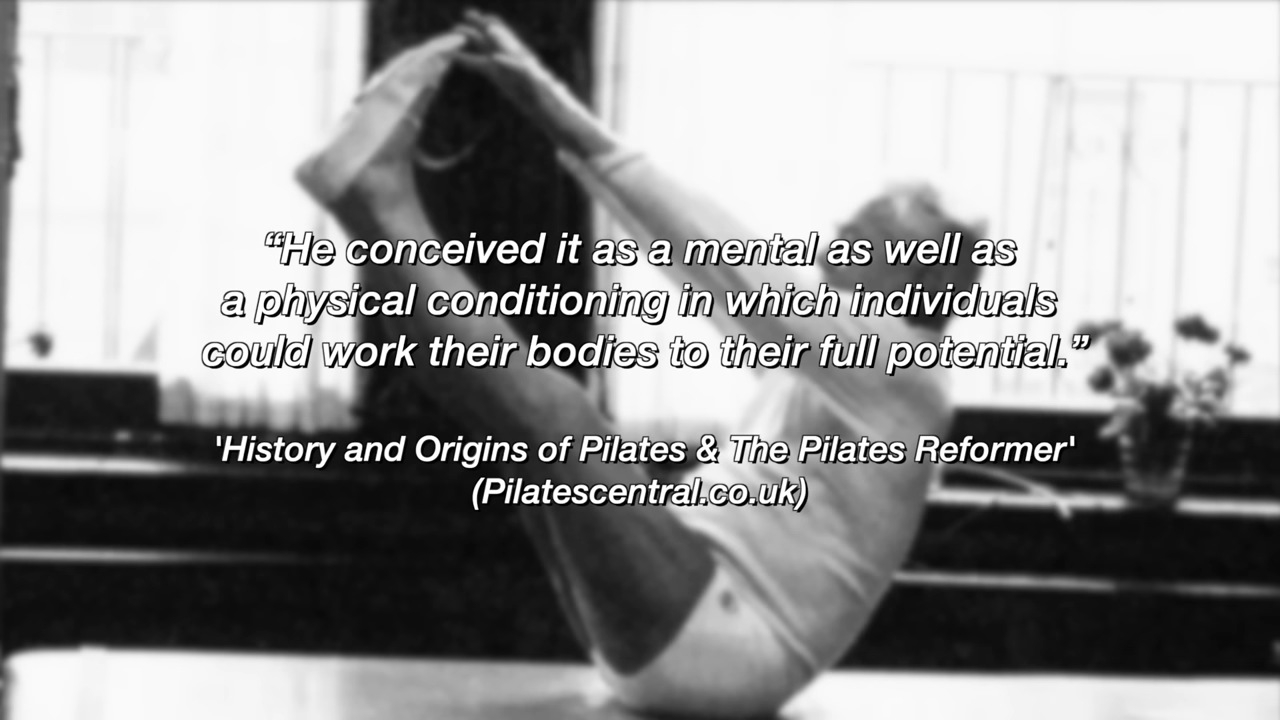 “He conceived it as a mental as well as
a physical conditioning in which individuals
could work their bodies to their full potential.”
'History and Origins of Pilates & The Pilates Reformer'
(Pilatescentral.co.uk)